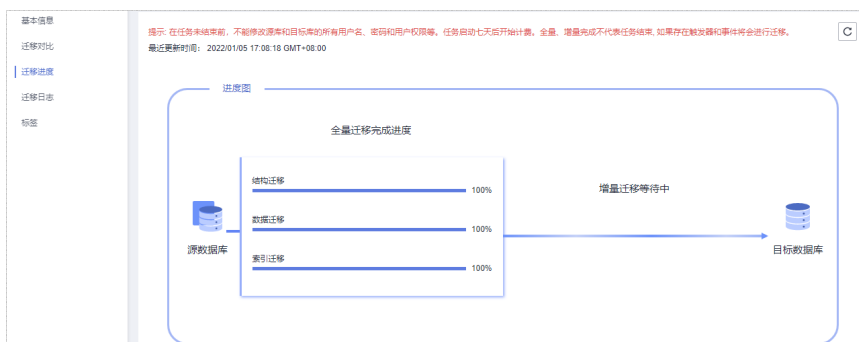 基本信息
迁移对比
迁移进度
迁移日志
标签
提示: 在任务未结束前，不能修改源库和目标库的所有用户名、密码和用户权限等。任务启动七天后开始计费。全量、增量完成不代表任务结束, 如果存在触发器和事件将会进行迁移。
最近更新时间： 2022/01/05 17:08:18 GMT+08:00
进度图
全量迁移完成进度
结构迁移
100%
数据迁移
100%
索引迁移
100%
增量迁移等待中
源数据库
目标数据库